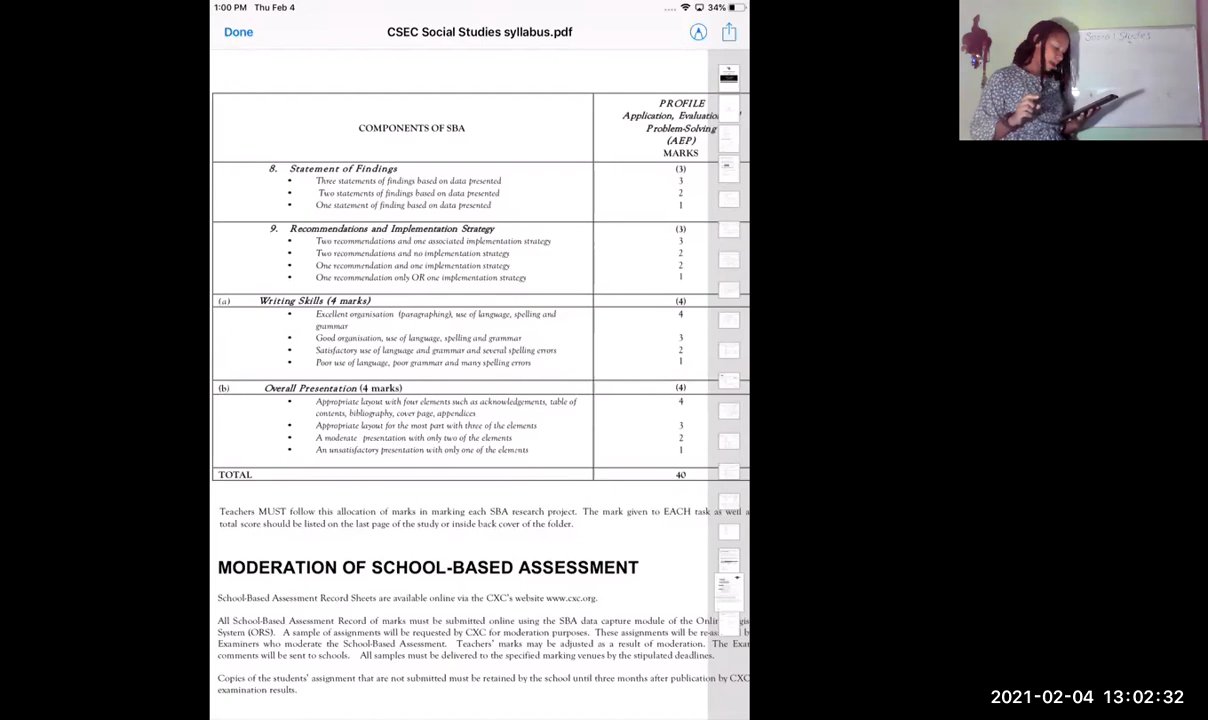 1:00 PM Thu Feb 4
34%
Done
CSEC Social Studies syllabus.pdf
Social Studies
COMPONENTS OF SBA
PROFILE
Application, Evaluation
Problem-Solving
(AEP)
MARKS
8. Statement of Findings (3)
• Three statements of findings based on data presented 3
• Two statements of findings based on data presented 2
• One statement of finding based on data presented 1
9. Recommendations and Implementation Strategy (3)
• Two recommendations and one associated implementation strategy 3
• Two recommendations and no implementation strategy 2
• One recommendation and one implementation strategy 2
• One recommendation only OR one implementation strategy 1
(a) Writing Skills (4 marks) (4)
• Excellent organisation (paragraphing), use of language, spelling and 4
grammar
• Good organisation, use of language, spelling and grammar 3
• Satisfactory use of language and grammar and several spelling errors 2
• Poor use of language, poor grammar and many spelling errors 1
(b) Overall Presentation (4 marks) (4)
• Appropriate layout with four elements such as acknowledgements, table of 4
contents, bibliography, cover page, appendices
• Appropriate layout for the most part with three of the elements 3
• A moderate presentation with only two of the elements 2
• An unsatisfactory presentation with only one of the elements 1
TOTAL 40
Teachers MUST follow this allocation of marks in marking each SBA research project. The mark given to EACH task as well a
total score should be listed on the last page of the study or inside back cover of the folder.
MODERATION OF SCHOOL-BASED ASSESSMENT
School-Based Assessment Record Sheets are available online via the CXC's website www.cxc.org.
All School-Based Assessment Record of marks must be submitted online using the SBA data capture module of the Onlin
System (ORS). A sample of assignments will be requested by CXC for moderation purposes. These assignments will be re-as
Examiners who moderate the School-Based Assessment. Teachers' marks may be adjusted as a result of moderation. The Exa
comments will be sent to schools. All samples must be delivered to the specified marking venues by the stipulated deadlines.
Copies of the students' assignment that are not submitted must be retained by the school until three months after publication by CXC
examination results.
2021-02-04 13:02:32